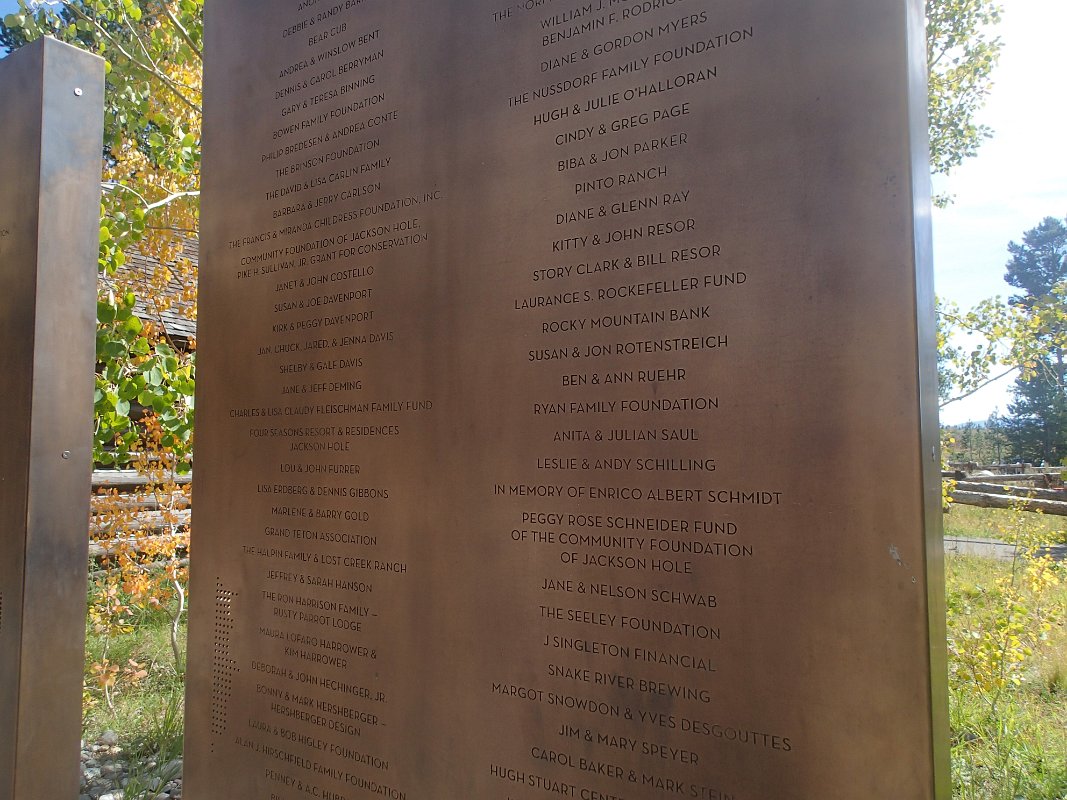 DEBBIE & RANDY
BEAR CUB
ANDREA & WINSLOW BENT
DENNIS & CAROL BERRYMAN
GARY & TERESA BINNING
BOWEN FAMILY FOUNDATION
PHILIP BREDESEN & ANDREA CONTE
THE BRINSON FOUNDATION
THE DAVID & LISA CARLIN FAMILY
BARBARA & JERRY CARLSON
THE FRANCIS & MIRANDA CHILDRESS FOUNDATION, INC.
COMMUNITY FOUNDATION OF JACKSON HOLE,
PIKE H. SULLIVAN, JR. GRANT FOR CONSERVATION
JANET & JOHN COSTELLO
SUSAN & JOE DAVENPORT
KIRK & PEGGY DAVENPORT
JAN, CHUCK, JARED, & JENNA DAVIS
SHELBY & GALE DAVIS
JANE & JEFF DEMING
CHARLES & LISA CLAUDY FLEISCHMAN FAMILY FUND
FOUR SEASONS RESORT & RESIDENCES
JACKSON HOLE
LOU & JOHN FURRER
LISA ERDBERG & DENNIS GIBBONS
MARLENE & BARRY GOLD
GRAND TETON ASSOCIATION
THE HALPIN FAMILY & LOST CREEK RANCH
JEFFREY & SARAH HANSON
THE RON HARRISON FAMILY –
RUSTY PARROT LODGE
MAURA LOFARO HARROWER &
KIM HARROWER
DEBORAH & JOHN HECHINGER, JR.
BONNY & MARK HERSHBERGER –
HERSHBERGER DESIGN
LAURA & BOB HIGLEY FOUNDATION
ALAN J. HIRSCHFIELD FAMILY FOUNDATION
PENNEY & A.C.
THE
WILLIAM J.
BENJAMIN F.
DIANE & GORDON MYERS
THE NUSSDORF FAMILY FOUNDATION
HUGH & JULIE O'HALLORAN
CINDY & GREG PAGE
BIBA & JON PARKER
PINTO RANCH
DIANE & GLENN RAY
KITTY & JOHN RESOR
STORY CLARK & BILL RESOR
LAURANCE S. ROCKEFELLER FUND
ROCKY MOUNTAIN BANK
SUSAN & JON ROTENSTREICH
BEN & ANN RUEHR
RYAN FAMILY FOUNDATION
ANITA & JULIAN SAUL
LESLIE & ANDY SCHILLING
IN MEMORY OF ENRICO ALBERT SCHMIDT
PEGGY ROSE SCHNEIDER FUND
OF THE COMMUNITY FOUNDATION
OF JACKSON HOLE
JANE & NELSON SCHWAB
THE SEELEY FOUNDATION
J SINGLETON FINANCIAL
SNAKE RIVER BREWING
MARGOT SNOWDON & YVES DESGOUTTES
JIM & MARY SPEYER
CAROL BAKER & MARK
HUGH STUART